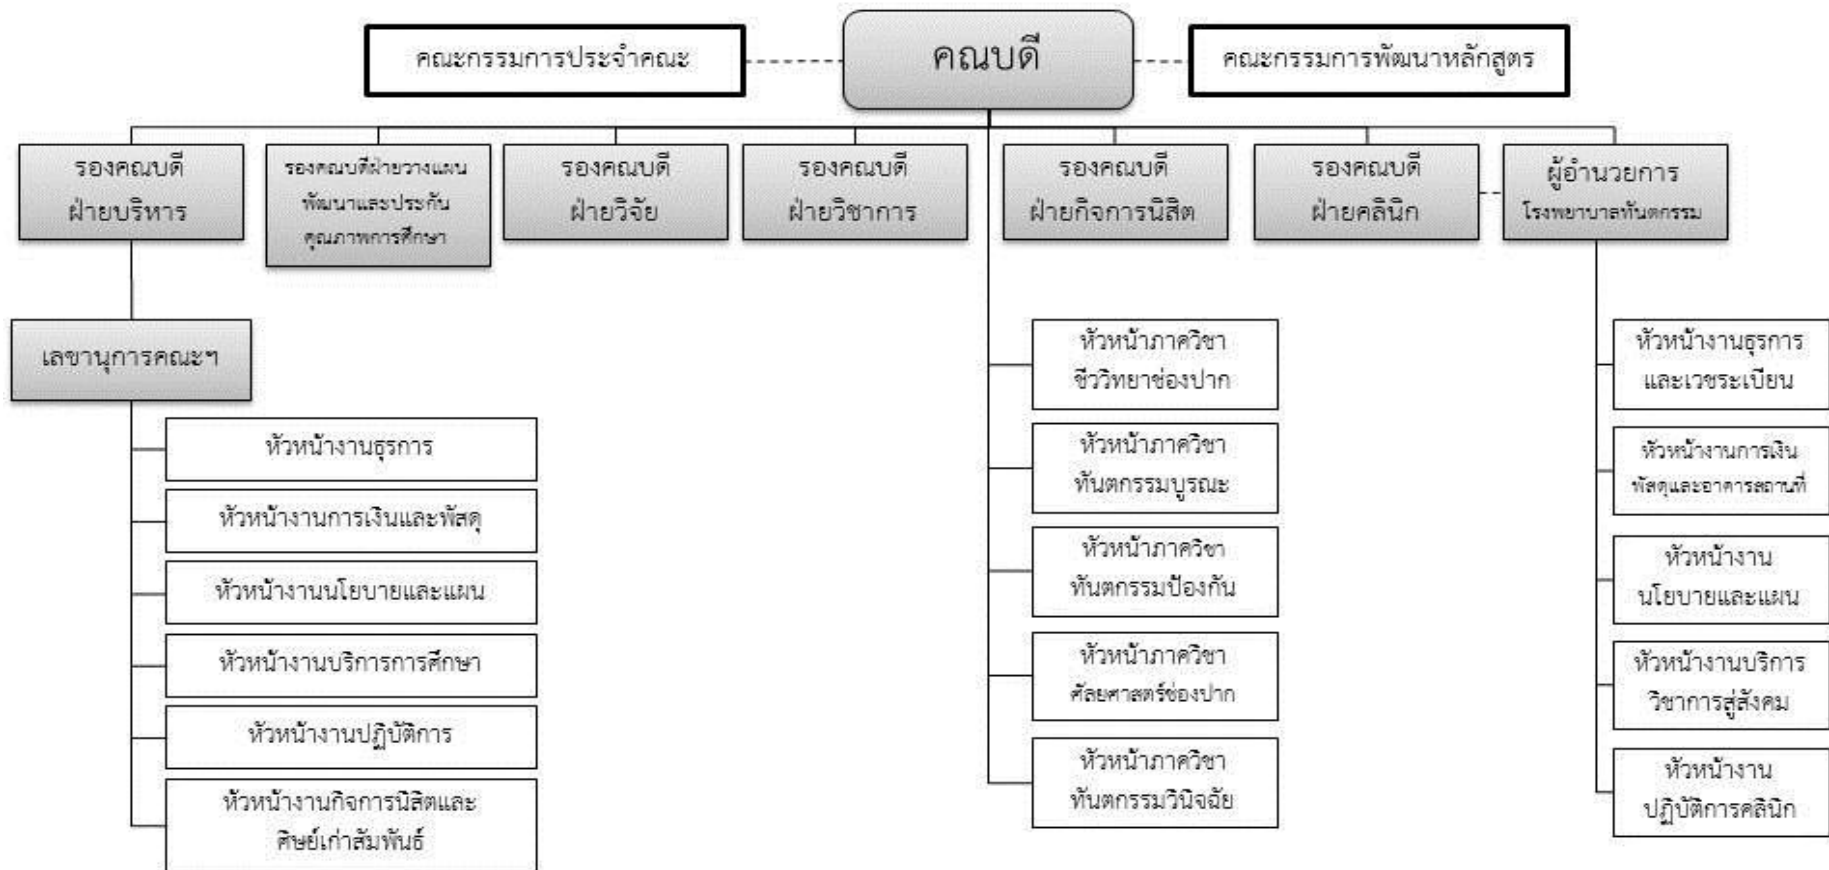 คณะกรรมการประจำคณะ
คณบดี
คณะกรรมการพัฒนาหลักสูตร
รองคณบดี
ฝ่ายบริหาร
รองคณบดีฝ่ายวางแผน
พัฒนาและประกัน
คุณภาพการศึกษา
รองคณบดี
ฝ่ายวิจัย
รองคณบดี
ฝ่ายวิชาการ
รองคณบดี
ฝ่ายกิจการนิสิต
รองคณบดี
ฝ่ายคลินิก
ผู้อำนวยการ
โรงพยาบาลทันตกรรม
เลขานุการคณะฯ
หัวหน้างานธุรการ
หัวหน้างานการเงินและพัสดุ
หัวหน้างานนโยบายและแผน
หัวหน้างานบริการการศึกษา
หัวหน้างานปฏิบัติการ
หัวหน้างานกิจการนิสิตและ
ศิษย์เก่าสัมพันธ์
หัวหน้าภาควิชา
ชีววิทยาช่องปาก
หัวหน้าภาควิชา
ทันตกรรมบูรณะ
หัวหน้าภาควิชา
ทันตกรรมป้องกัน
หัวหน้าภาควิชา
ศัลยศาสตร์ช่องปาก
หัวหน้าภาควิชา
ทันตกรรมวินิจฉัย
หัวหน้างานธุรการ
และเวชระเบียน
หัวหน้างานการเงิน
พัสดุและอาคารสถานที่
หัวหน้างาน
นโยบายและแผน
หัวหน้างานบริการ
วิชาการสู่สังคม
หัวหน้างาน
ปฏิบัติการคลินิก